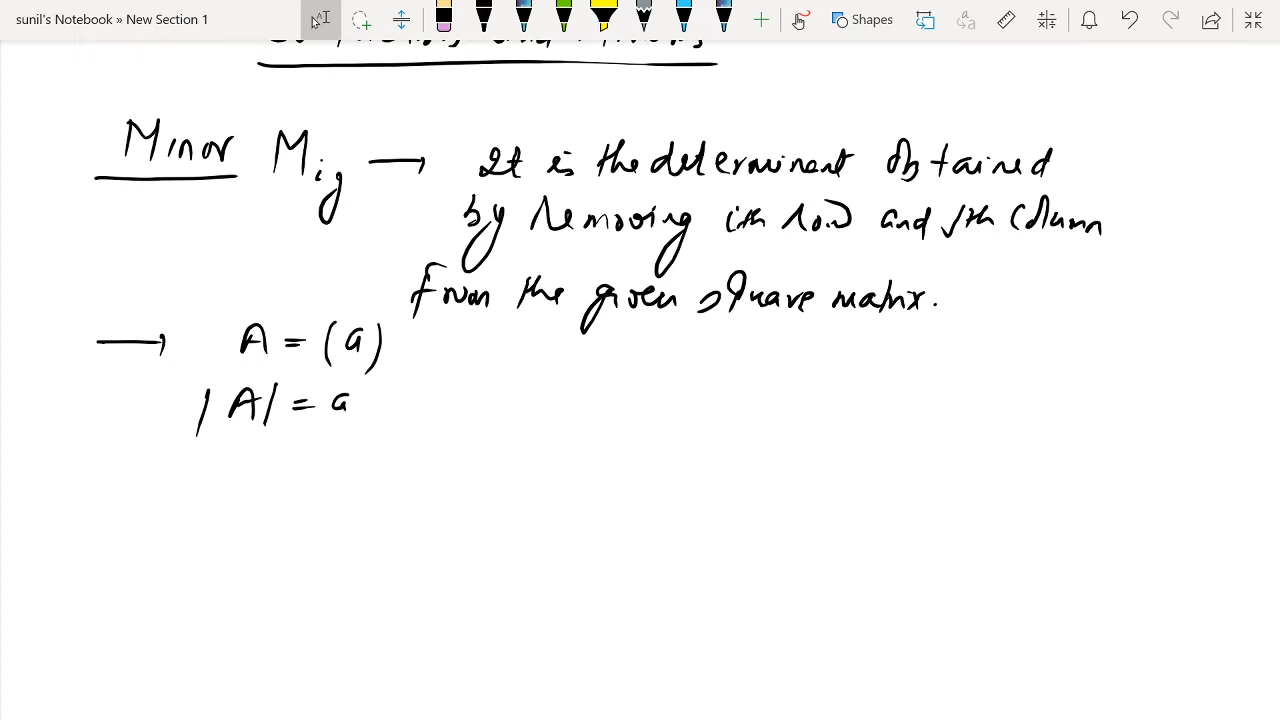 sunil's Notebook » New Section 1
Shapes
Minor Mij → It is the determinant obtained
by removing ith row and jth column
from the given square matrix.
→ A = (a)
|A| = a